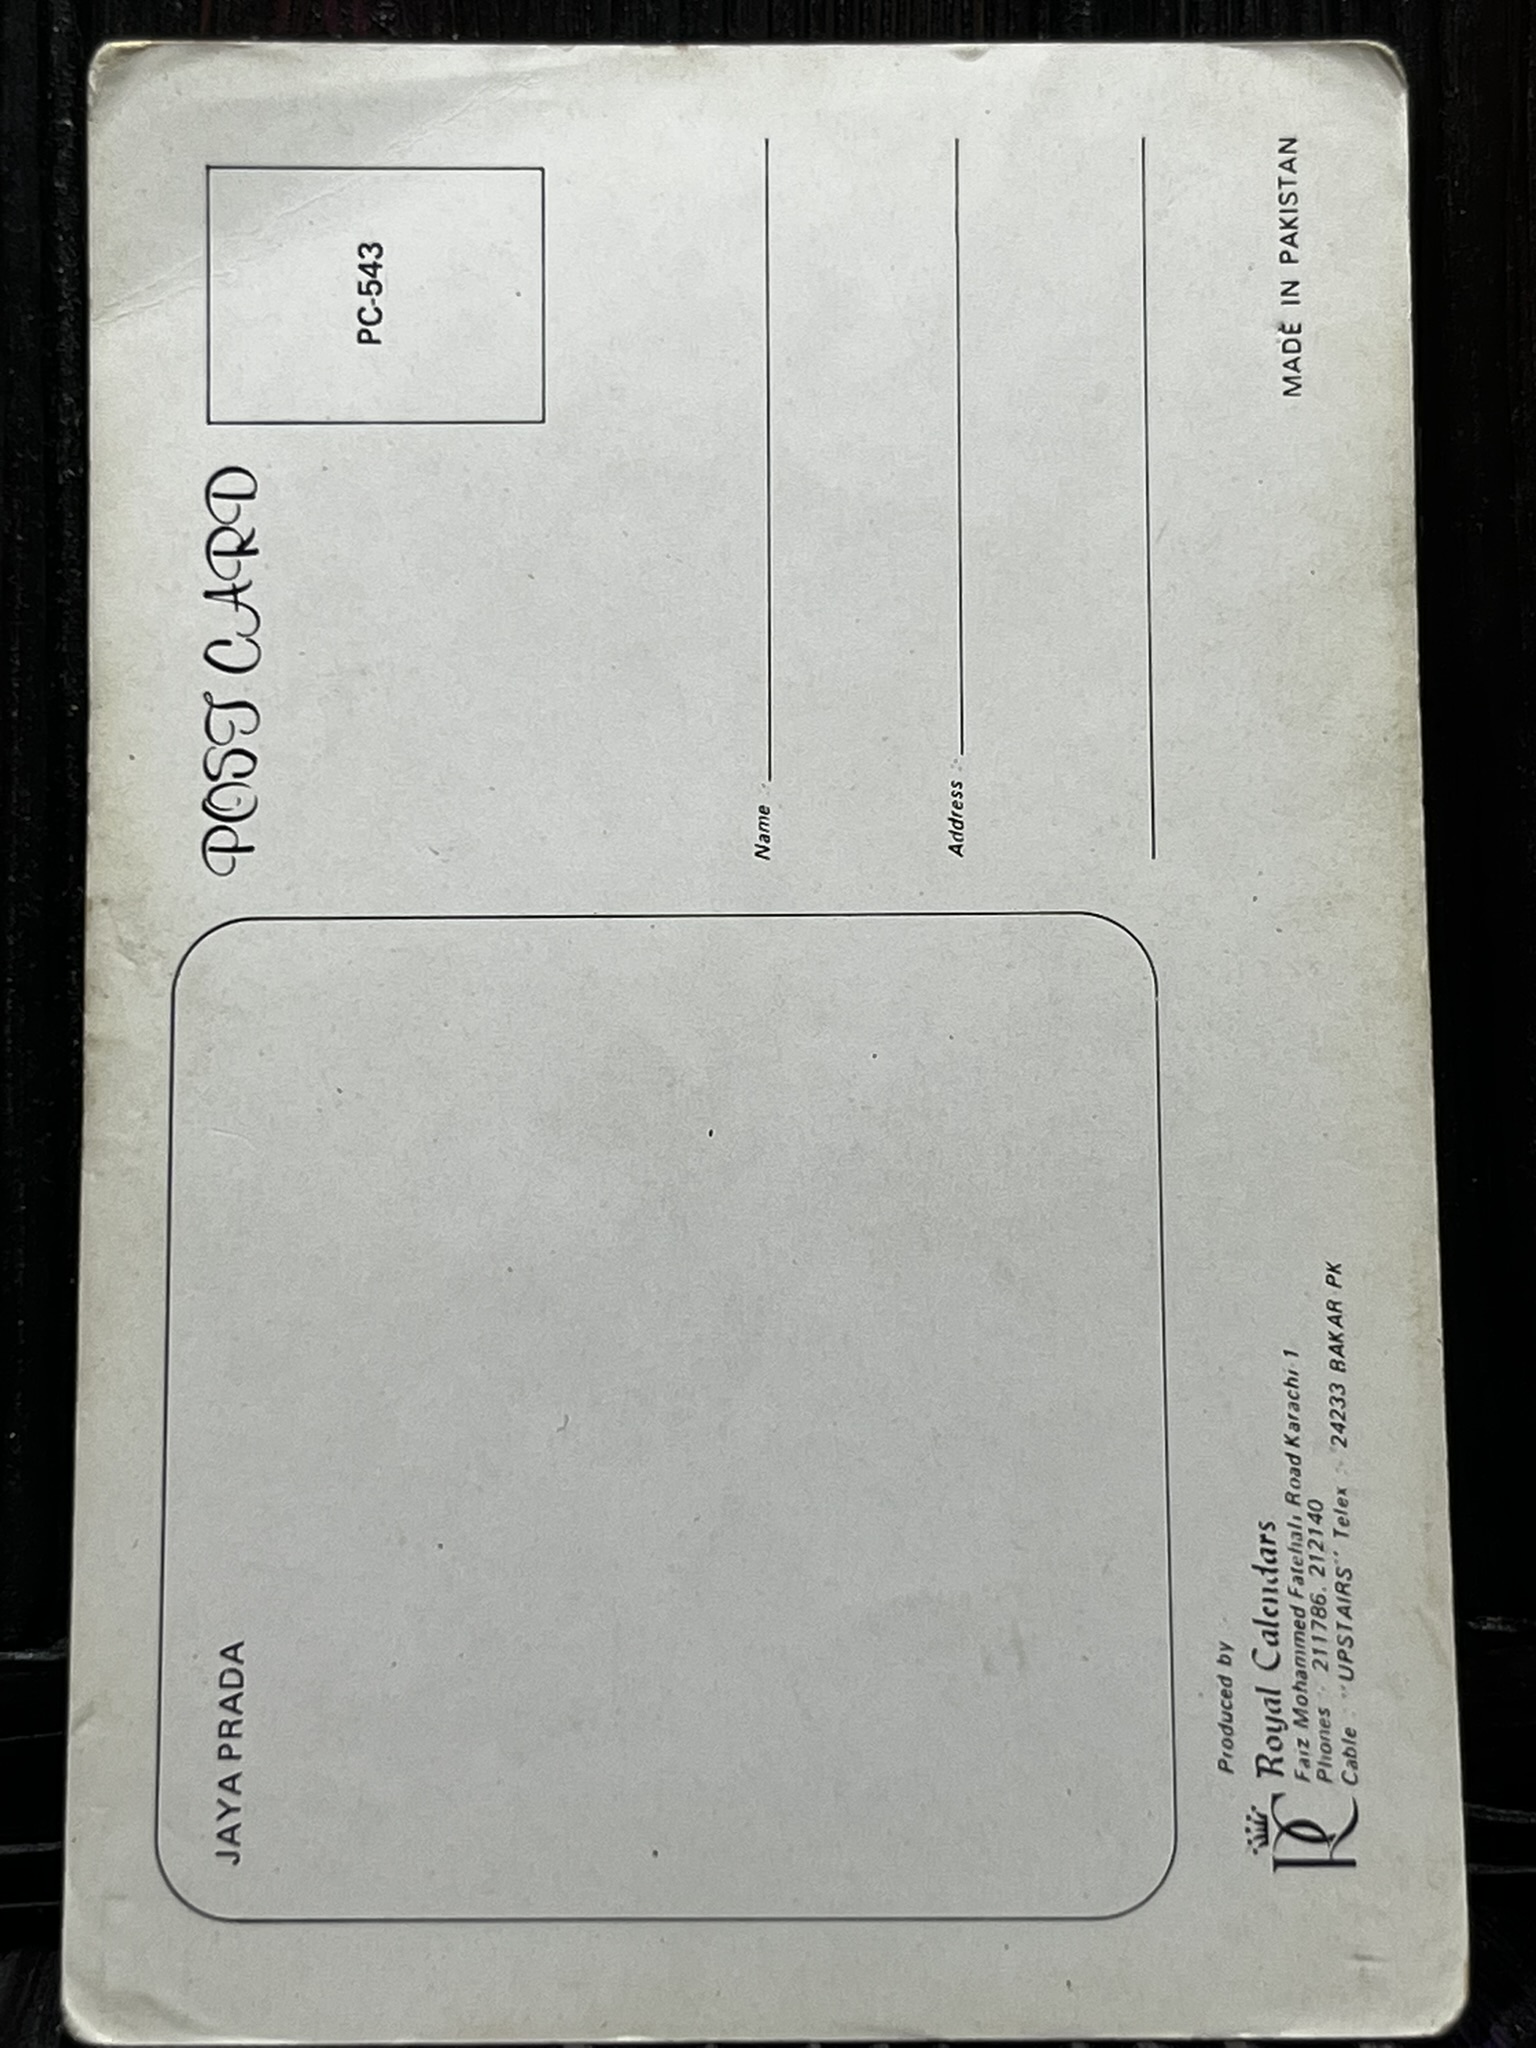 JAYA PRADA
POST CARD
PC-543
Name :-
Address :-
Produced by
RC
Royal Calendars
Faiz Mohammed Fatehali Road Karachi-1
Phones :- 211786, 212140
Cable : "UPSTAIRS" Telex :- 24233 BAKAR PK
MADE IN PAKISTAN